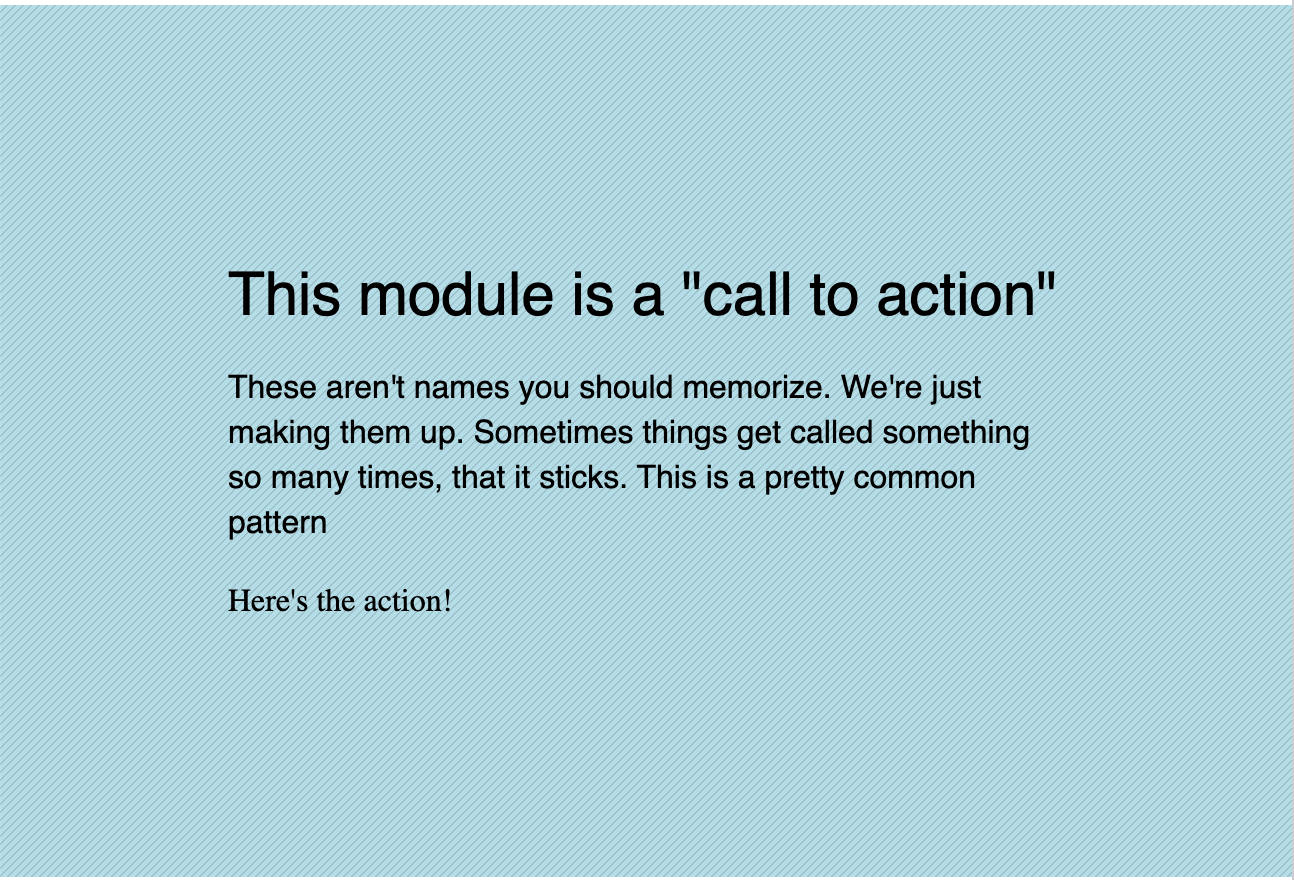 This module is a "call to action"
These aren't names you should memorize. We're just
making them up. Sometimes things get called something
so many times, that it sticks. This is a pretty common
pattern
Here's the action!